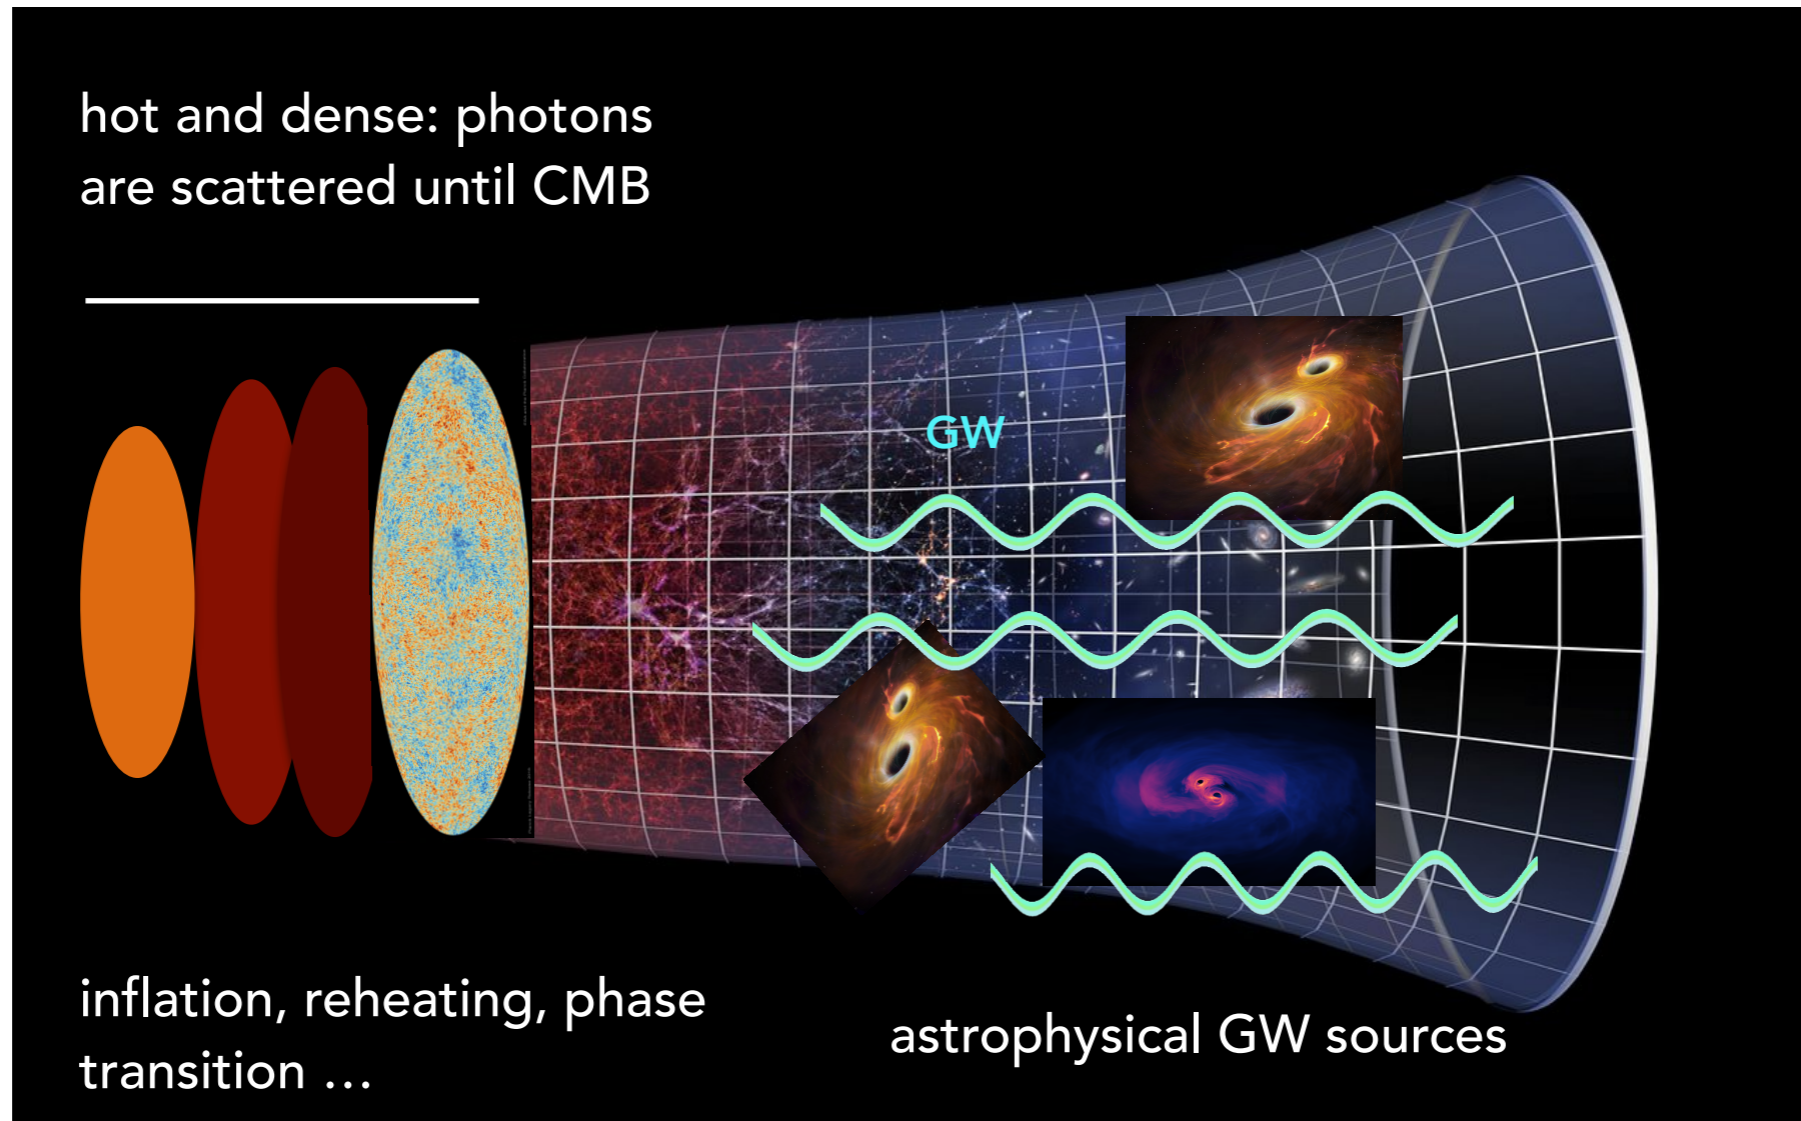 hot and dense: photons
are scattered until CMB
GW
inflation, reheating, phase
transition …
astrophysical GW sources